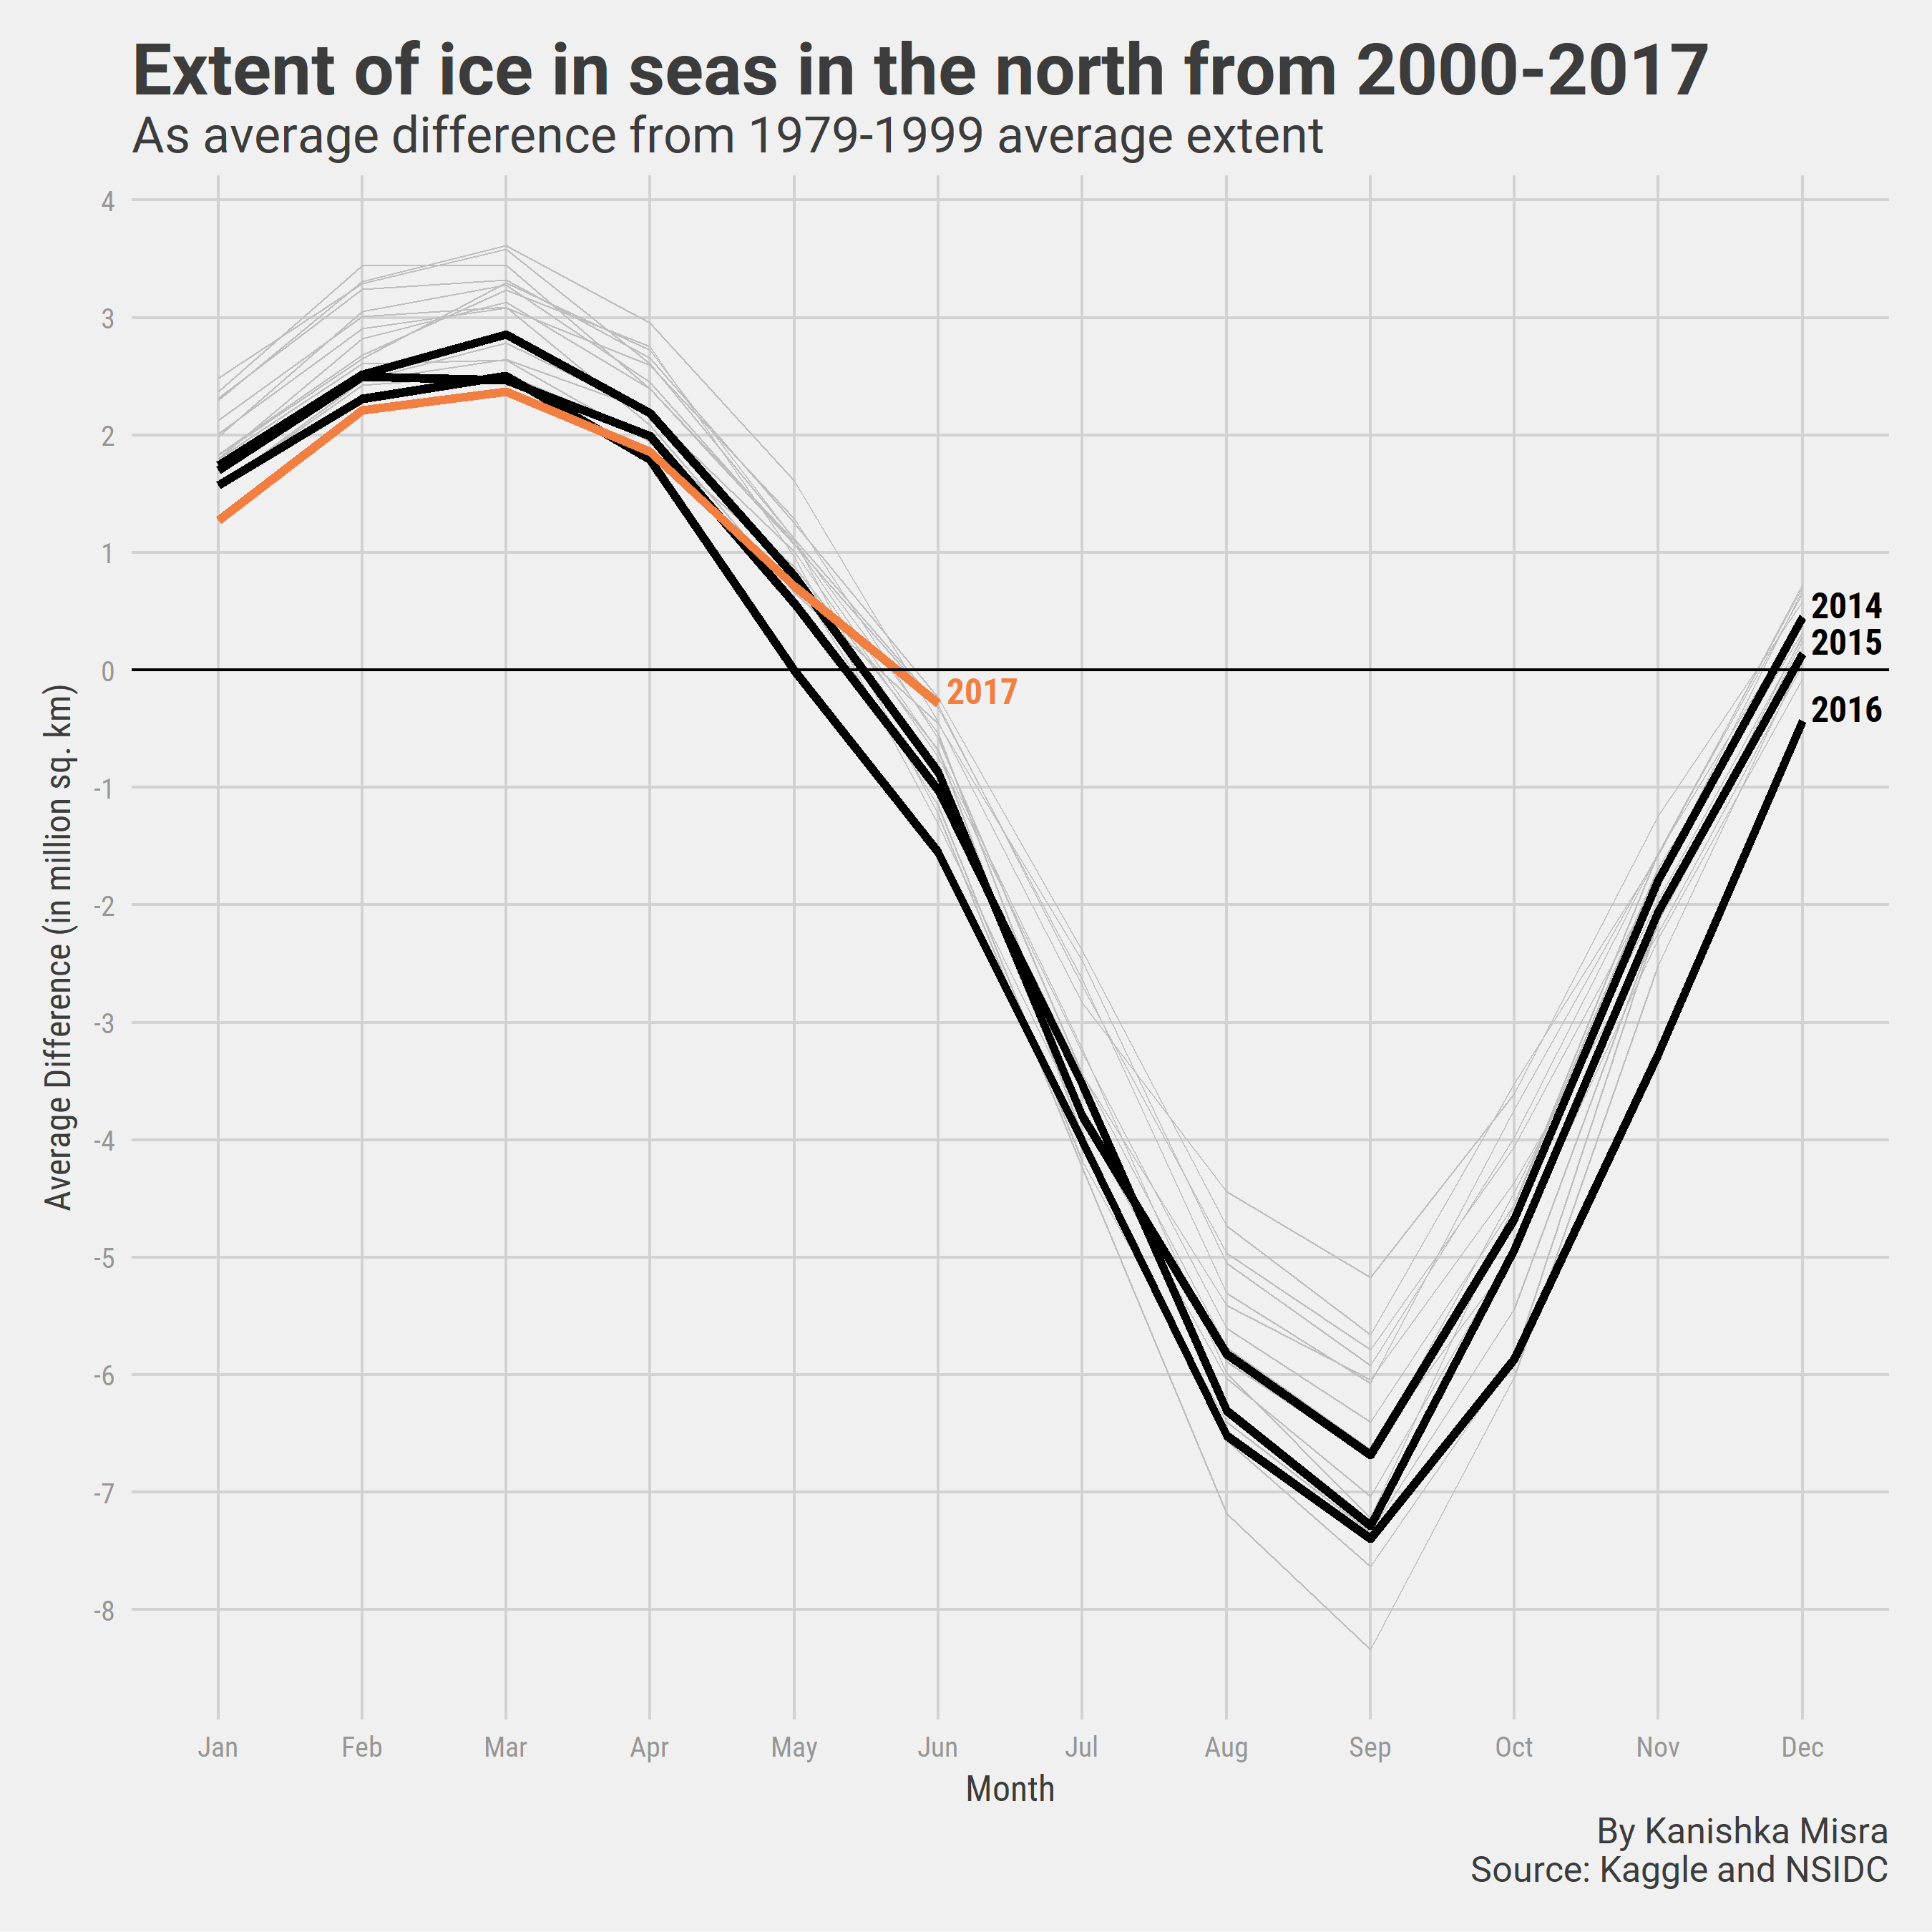 Extent of ice in seas in the north from 2000-2017
As average difference from 1979-1999 average extent
4
3
2
1
0
-1
-2
-3
-4
-5
-6
-7
-8
Average Difference (in million sq. km)
2014
2015
2016
2017
Jan Feb Mar Apr May Jun Jul Aug Sep Oct Nov Dec
Month
By Kanishka Misra
Source: Kaggle and NSIDC